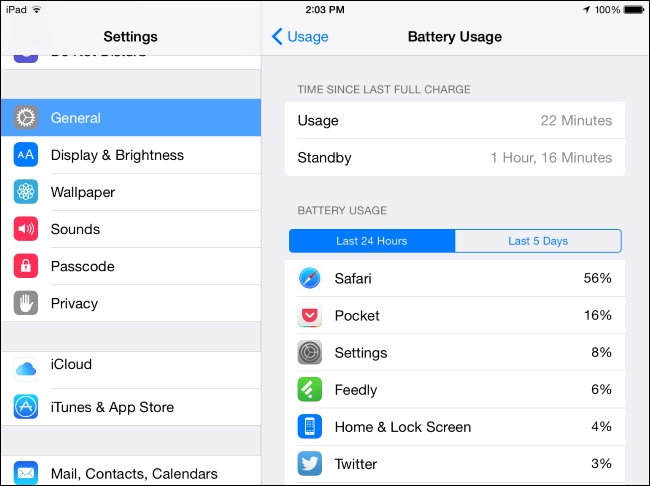 iPad
2:03 PM
100%
Settings
Usage
Battery Usage
Do Not Disturb
General
Display & Brightness
AA
Wallpaper
Sounds
Passcode
Privacy
iCloud
iTunes & App Store
Mail, Contacts, Calendars
TIME SINCE LAST FULL CHARGE
Usage 22 Minutes
Standby 1 Hour, 16 Minutes
BATTERY USAGE
Last 24 Hours
Last 5 Days
Safari 56%
Pocket 16%
Settings 8%
Feedly 6%
Home & Lock Screen 4%
Twitter 3%